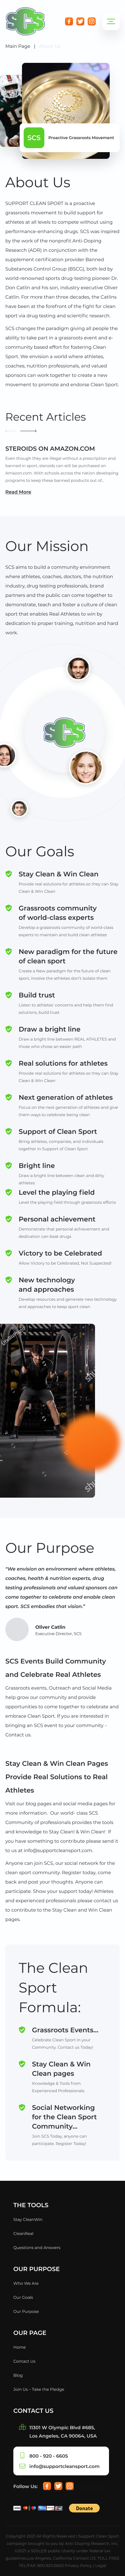 SCS
Main Page | About Us
SCS
Proactive Grassroots Movement
About Us
SUPPORT CLEAN SPORT is a proactive
grassroots movement to support clean
athletes at all levels to compete without using
performance enhancing drugs. SCS was inspired
by the work of the nonprofit Anti-Doping
Research (ADR) in conjunction with the
clean sport certification entity called Banned
Substances Control Group (BSCG), both led by
one of the world's leading anti-doping experts, Dr.
Don Catlin and his son, industry advocate Oliver
Catlin. For more than three decades, the Catlins
have been on the front lines in the fight for Clean
Sport.
SCS changes the paradigm giving all people the
ability to take part in a proactive event and e-
company based effort for fostering Clean
Sport. We envision a world where athletes,
coaches, nutrition professionals, and valued
sponsors can work together to create a
movement to promote and endorse Clean Sport.
Recent Articles
STEROIDS ON AMAZON.COM
Even though they are illegal without a prescription and
banned in sport, steroids can still be purchased on
Amazon.com. With schools across the nation developing
programs to keep these banned products out of...
Read More
Our Mission
SCS aims to build a community environment
where athletes, coaches, doctors, the nutrition
industry, drug testing professionals, brand
sponsors and the public can come together to
demonstrate, teach and foster a culture of clean
sport that enables Real Athletes to win by
dedication to proper training, nutrition and hard
work.
SCS
Our Goals
Stay Clean & Win Clean
Provide real solutions for athletes so they can Stay
Clean & Win Clean
Grassroots community
of world-class experts
Develop a grassroots community of world-class
experts to maintain and build clean athletes
New paradigm for the future
of clean sport
Create a New paradigm for the future of clean
sport, involve the athletes don't isolate them
Build trust
Listen to athletes' concerns and help them find
solutions, build trust
Draw a bright line
Draw a bright line between REAL ATHLETES and
those who chose an easier path
Real solutions for athletes
Provide real solutions for athletes so they can Stay
Clean & Win Clean
Next generation of athletes
Focus on the next generation of athletes and give
them ways to celebrate being clean
Support of Clean Sport
Bring athletes, companies, and individuals
together in Support of Clean Sport
Bright line
Draw a bright line between clean and dirty
athletes
Level the playing field
Level the playing field through grassroots efforts
Personal achievement
Demonstrate that personal achievement and
dedication can beat drugs
Victory to be Celebrated
Allow Victory to be Celebrated, Not Suspected!
New technology
and approaches
Develop resources and generate new technology
and approaches to keep sport clean
Our Purpose
"We envision an environment where athletes,
coaches, health & nutrition experts, drug
testing professionals and valued sponsors can
come together to create a more open, clean
sport. SCS embodies that vision."
Oliver Catlin
Executive Director, SCS
SCS Events Build Community
and Celebrate Real Athletes
Grassroots events, Outreach and Social Media
help grow our community and provide
opportunities to come together to celebrate and
embrace Clean Sport. If you are interested in
bringing an SCS event to your community –
Contact us.
Stay Clean & Win Clean Pages
Provide Real Solutions to Real
Athletes
Visit our blog pages and social media pages for
more information. Our world- class SCS
Community of professionals provides the tools
and knowledge to Stay Clean! & Win Clean! If
you have something to contribute please email
to us at info@supportcleansport.com.
Anyone can join SCS, our social network for the
clean sport community. Register today, come
back and post your thoughts. Anyone can
participate. Show your support today! Athletes
and experienced professionals please contact us
to contribute to the Stay Clean and Win Clean
pages.
The Clean
Sport
Formula:
Grassroots Events...
Celebrate Clean Sport in your
Community. Contact us Today!
Stay Clean & Win
Clean pages
Knowledge & Tools from
Experienced Professionals.
Social Networking
for the Clean Sport
Community...
Join SCS Today, anyone can
participate. Register Today!
THE TOOLS
Stay CleanWin
CleanReal
Questions and Answers
OUR PURPOSE
Who We Are
Our Goals
Our Purpose
OUR PAGE
Home
Contact Us
Blog
Join Us – Take the Pledge
CONTACT US
11301 W Olympic Blvd #685,
Los Angeles, CA 90064, USA
800 - 920 - 6605
info@supportcleansport.com
Follow Us:
Donate